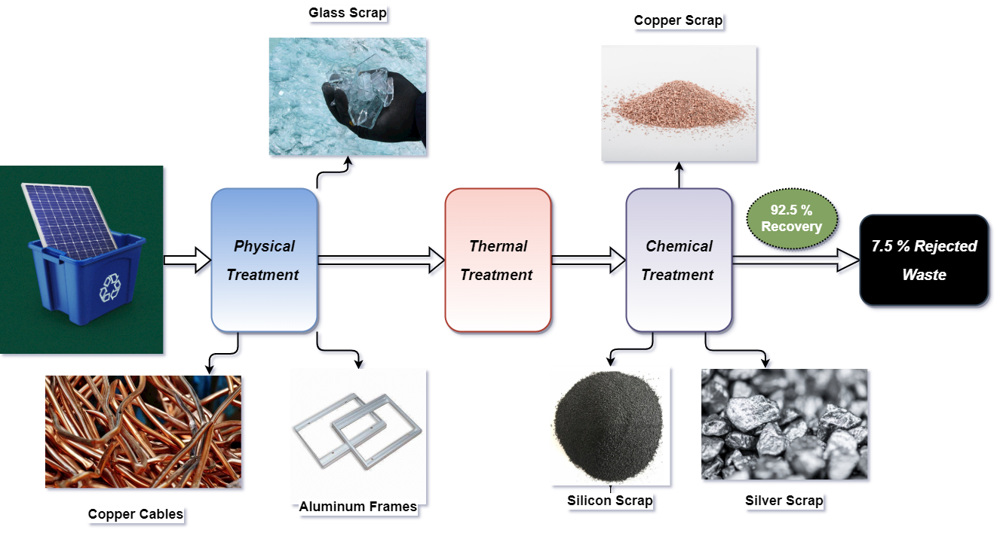 Glass Scrap
Copper Scrap
Physical
Treatment
Thermal
Treatment
Chemical
Treatment
92.5 %
Recovery
7.5 % Rejected
Waste
Copper Cables
Aluminum Frames
Silicon Scrap
Silver Scrap